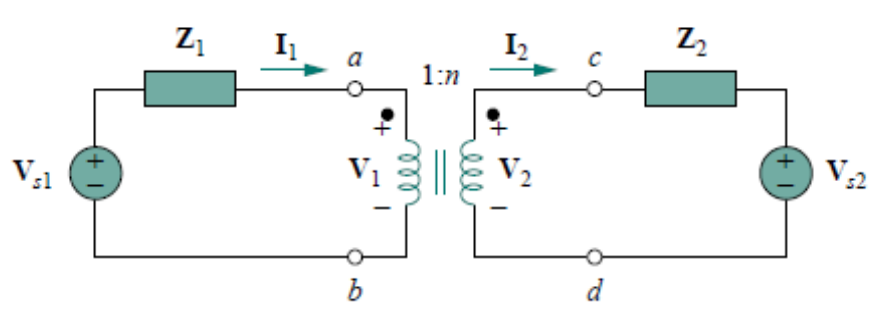 Z1 I1 a 1:n I2 c Z2
+ +
Vs1 + − V1 V2 + − Vs2
− −
b d